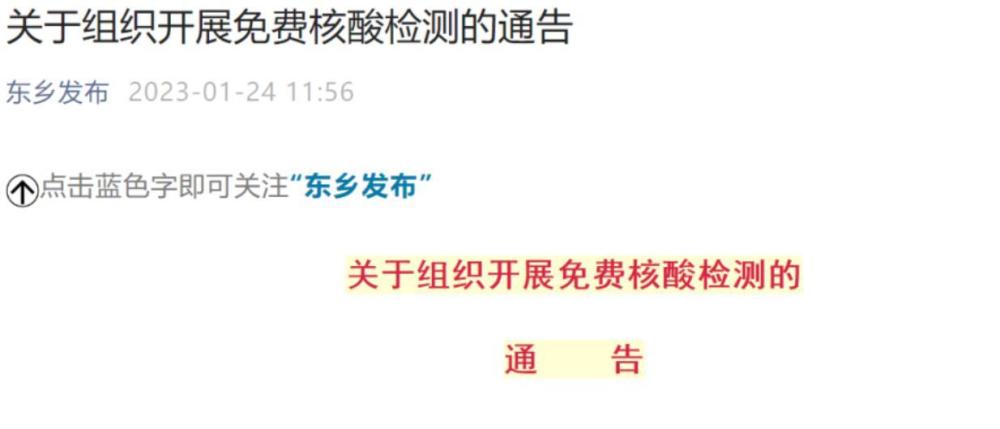 关于组织开展免费核酸检测的通告
东乡发布 2023-01-24 11:56
点击蓝色字即可关注“东乡发布”
关于组织开展免费核酸检测的
通 告